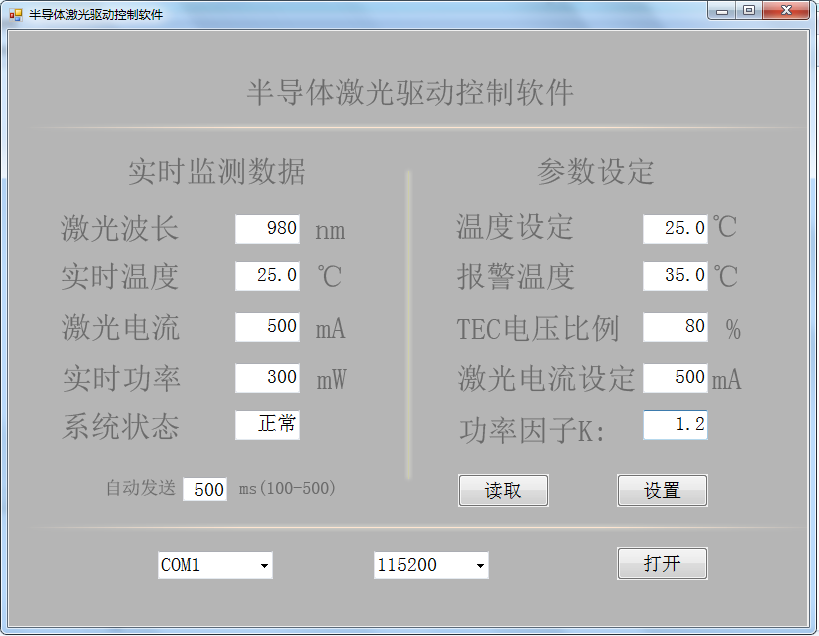 半导体激光驱动控制软件
半导体激光驱动控制软件
实时监测数据
激光波长 980 nm
实时温度 25.0 ℃
激光电流 500 mA
实时功率 300 mW
系统状态 正常
自动发送 500 ms(100-500)
参数设定
温度设定 25.0 ℃
报警温度 35.0 ℃
TEC电压比例 80 %
激光电流设定 500 mA
功率因子K: 1.2
读取 设置
COM1 115200 打开